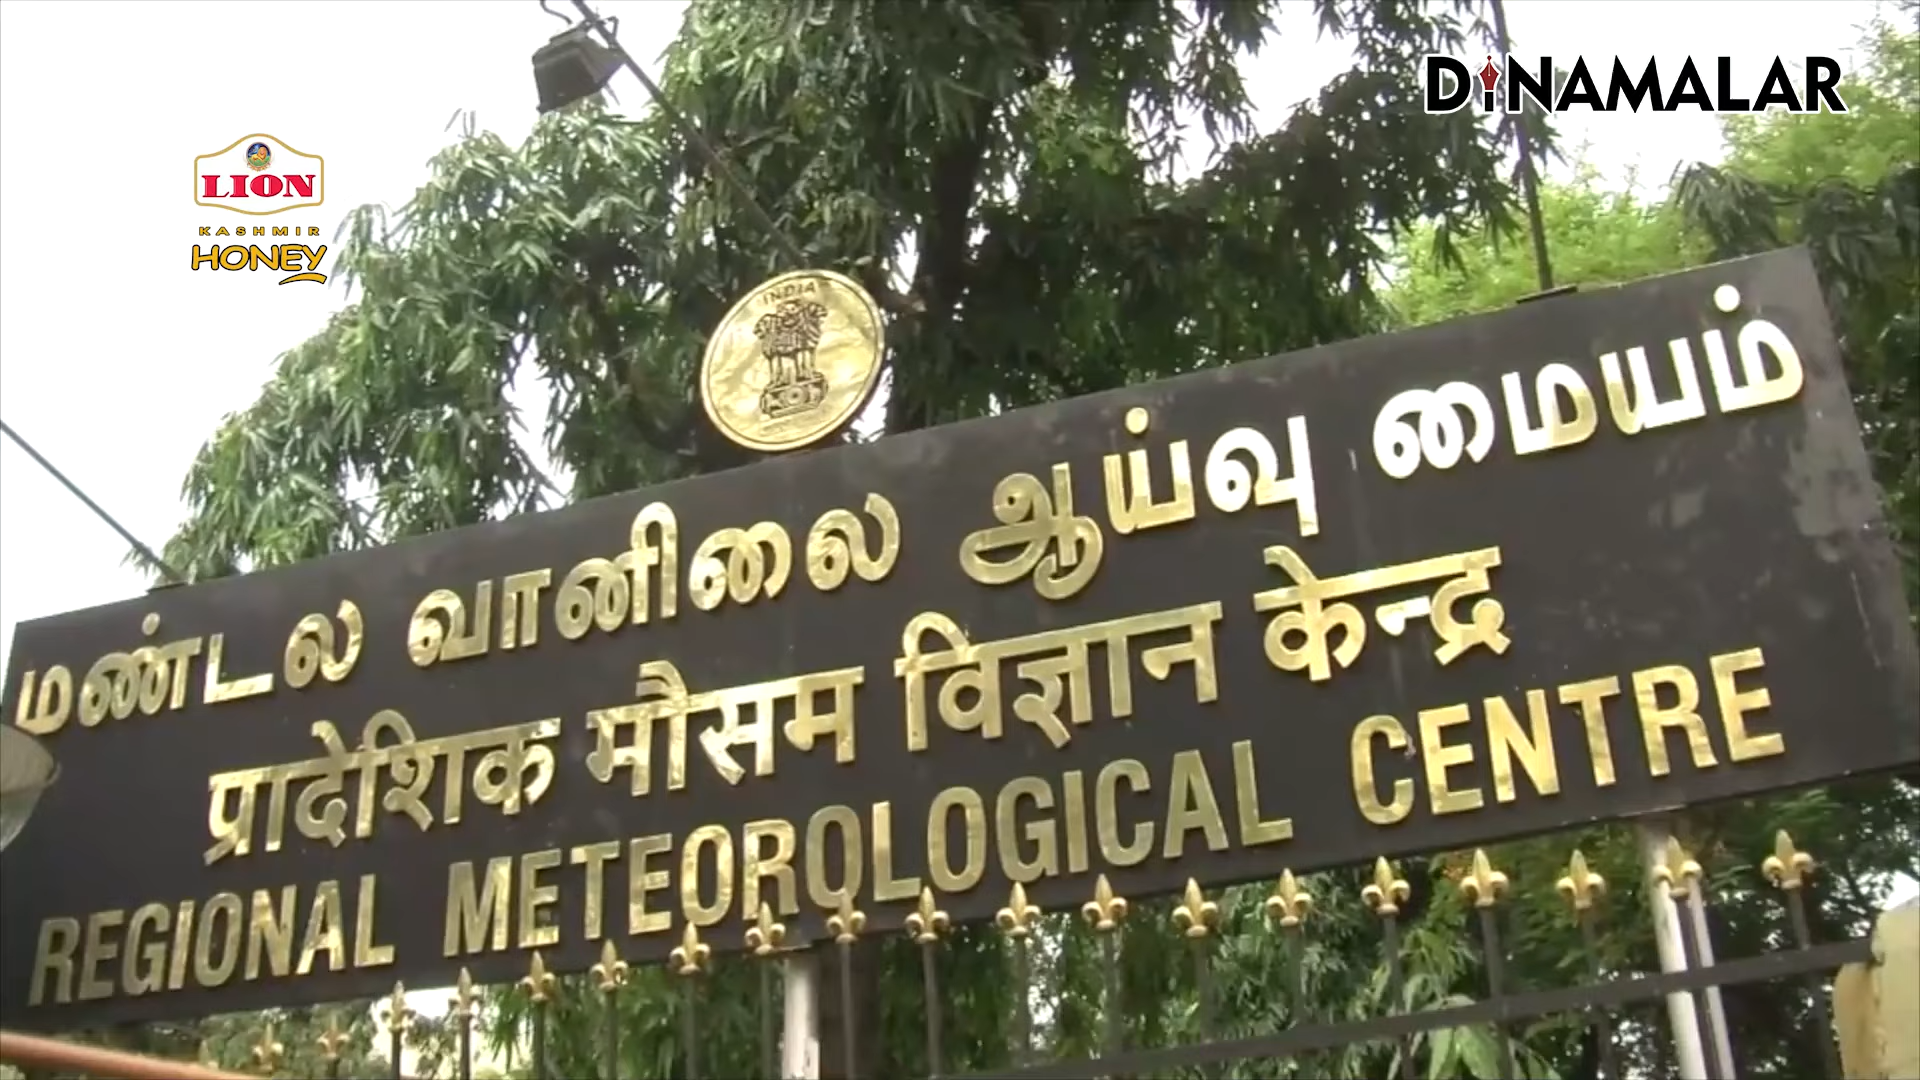 DINAMALAR
LION
KASHMIR
HONEY
INDIA
மண்டல வானிலை ஆய்வு மையம்
प्रादेशिक मौसम विज्ञान केन्द्र
REGIONAL METEOROLOGICAL CENTRE